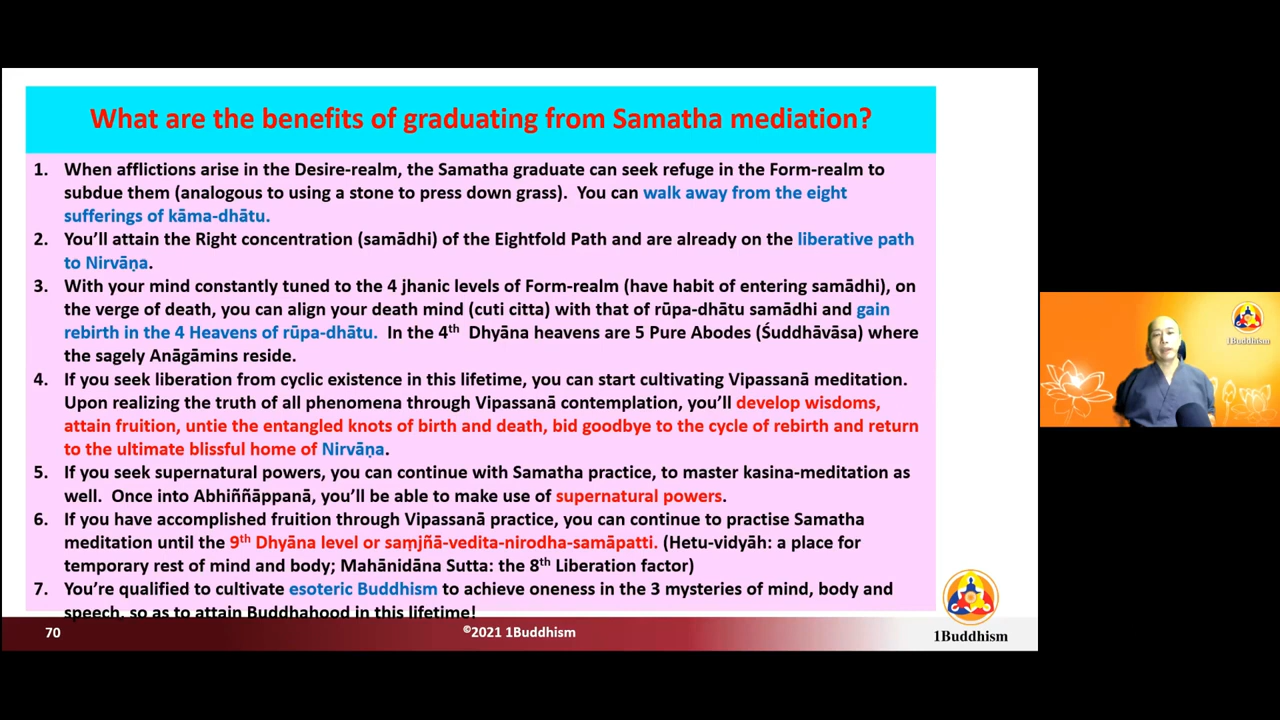 What are the benefits of graduating from Samatha mediation?
1. When afflictions arise in the Desire-realm, the Samatha graduate can seek refuge in the Form-realm to
subdue them (analogous to using a stone to press down grass). You can walk away from the eight
sufferings of kāma-dhātu.
2. You'll attain the Right concentration (samādhi) of the Eightfold Path and are already on the liberative path
to Nirvāṇa.
3. With your mind constantly tuned to the 4 jhanic levels of Form-realm (have habit of entering samādhi), on
the verge of death, you can align your death mind (cuti citta) with that of rūpa-dhātu samādhi and gain
rebirth in the 4 Heavens of rūpa-dhātu. In the 4th Dhyāna heavens are 5 Pure Abodes (Śuddhāvāsa) where
the sagely Anāgāmins reside.
4. If you seek liberation from cyclic existence in this lifetime, you can start cultivating Vipassanā meditation.
Upon realizing the truth of all phenomena through Vipassanā contemplation, you'll develop wisdoms,
attain fruition, untie the entangled knots of birth and death, bid goodbye to the cycle of rebirth and return
to the ultimate blissful home of Nirvāṇa.
5. If you seek supernatural powers, you can continue with Samatha practice, to master kasina-meditation as
well. Once into Abhiññāppanā, you'll be able to make use of supernatural powers.
6. If you have accomplished fruition through Vipassanā practice, you can continue to practise Samatha
meditation until the 9th Dhyāna level or saṃjñā-vedita-nirodha-samāpatti. (Hetu-vidyāh: a place for
temporary rest of mind and body; Mahānidāna Sutta: the 8th Liberation factor)
7. You're qualified to cultivate esoteric Buddhism to achieve oneness in the 3 mysteries of mind, body and
speech, so as to attain Buddhahood in this lifetime!
70
©2021 1Buddhism
1Buddhism
1Buddhism